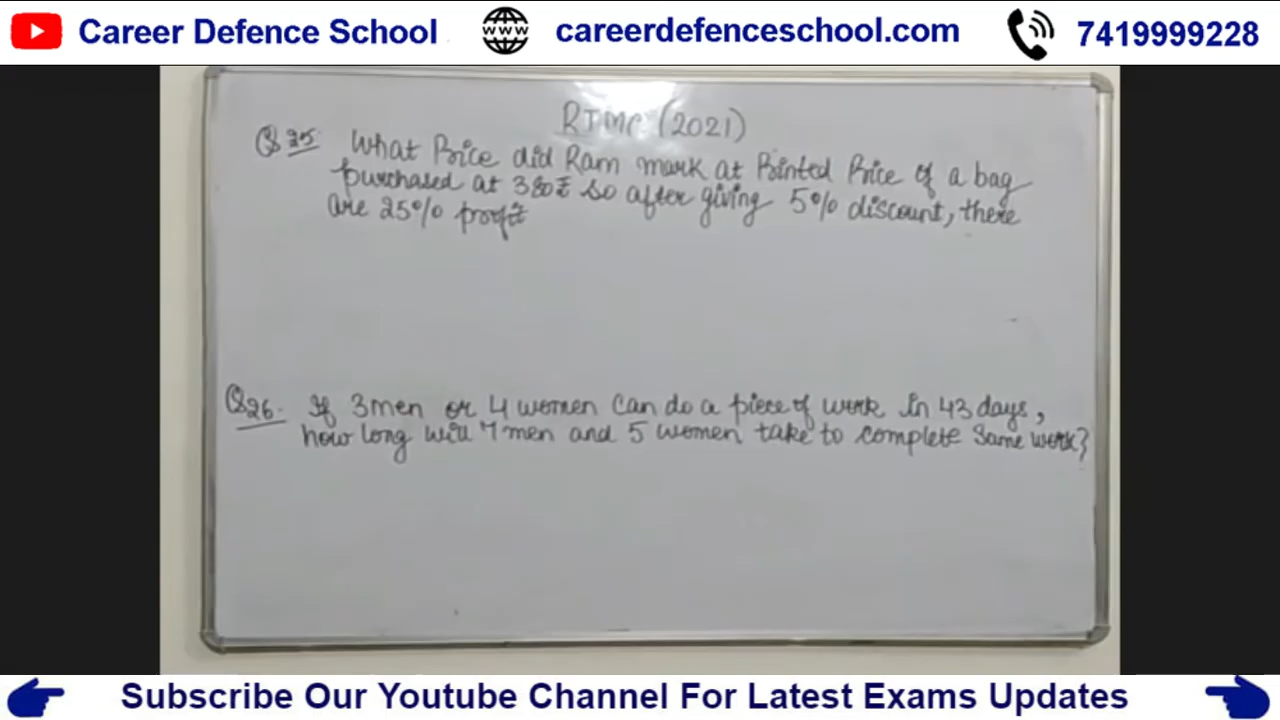 Career Defence School
WWW
careerdefenceschool.com
7419999228
RIMC (2021)
Q 25 What Price did Ram mark at Printed Price of a bag
purchased at 380₹ so after giving 5% discount, there
are 25% profit
Q26. If 3men or 4 women can do a piece of work in 43 days,
how long will 7 men and 5 women take to complete same work?
Subscribe Our Youtube Channel For Latest Exams Updates